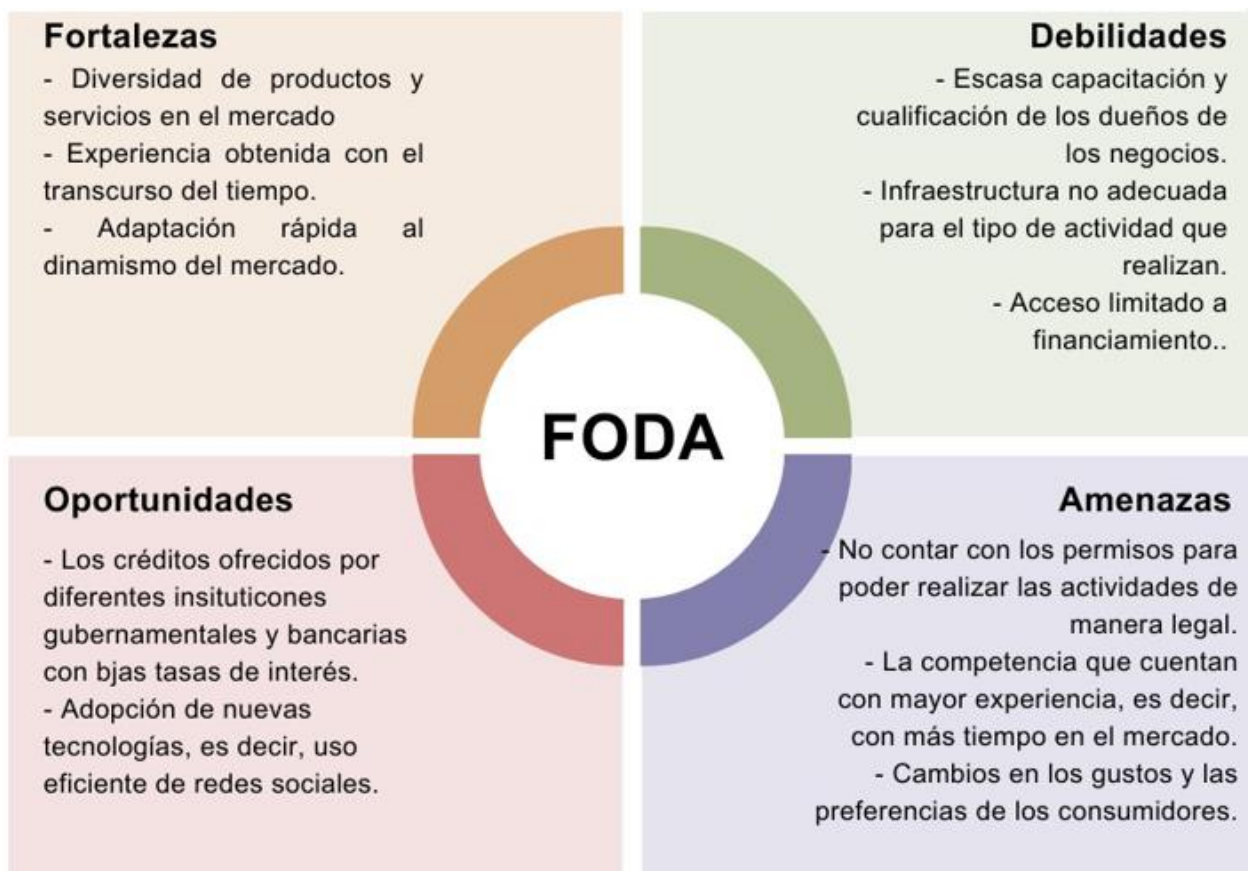 Fortalezas
- Diversidad de productos y
servicios en el mercado
- Experiencia obtenida con el
transcurso del tiempo.
- Adaptación rápida al
dinamismo del mercado.
Debilidades
- Escasa capacitación y
cualificación de los dueños de
los negocios.
- Infraestructura no adecuada
para el tipo de actividad que
realizan.
- Acceso limitado a
financiamiento..
FODA
Oportunidades
- Los créditos ofrecidos por
diferentes insituticones
gubernamentales y bancarias
con bjas tasas de interés.
- Adopción de nuevas
tecnologías, es decir, uso
eficiente de redes sociales.
Amenazas
- No contar con los permisos para
poder realizar las actividades de
manera legal.
- La competencia que cuentan
con mayor experiencia, es decir,
con más tiempo en el mercado.
- Cambios en los gustos y las
preferencias de los consumidores.